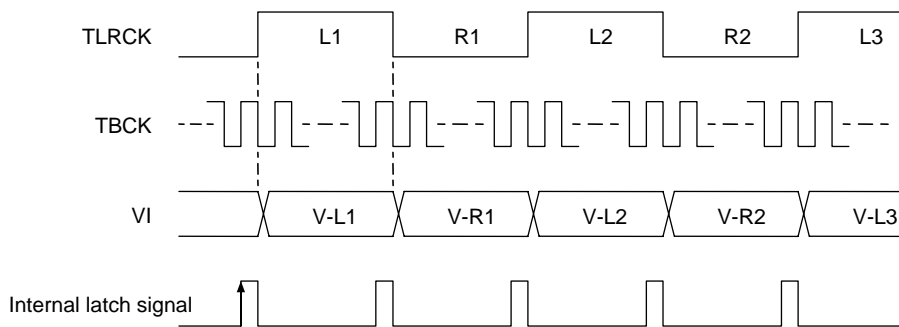 TLRCK L1 R1 L2 R2 L3
TBCK
VI V-L1 V-R1 V-L2 V-R2 V-L3
Internal latch signal